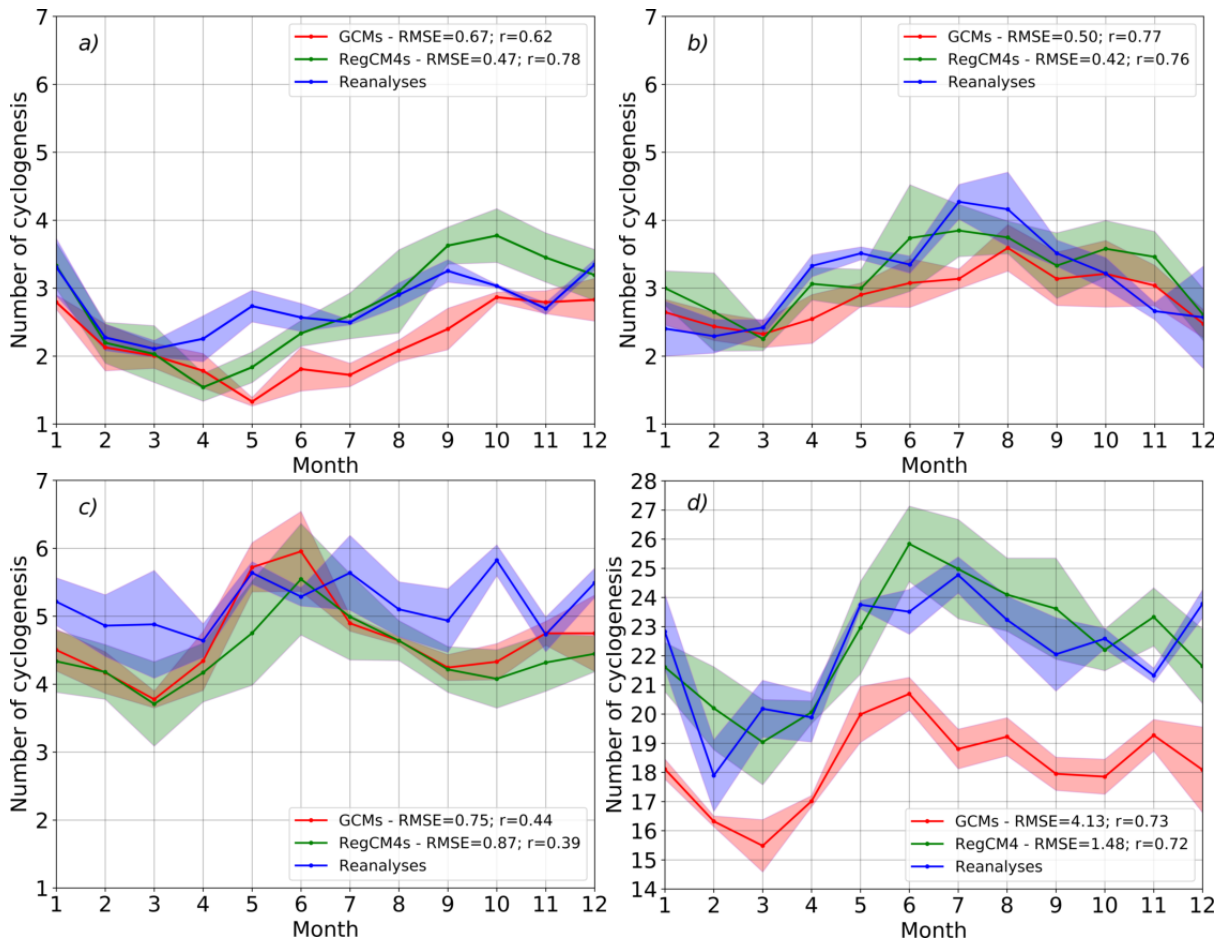 a)
GCMs - RMSE=0.67; r=0.62
RegCM4s - RMSE=0.47; r=0.78
Reanalyses
Number of cyclogenesis
7
6
5
4
3
2
1
1 2 3 4 5 6 7 8 9 10 11 12
Month
b)
GCMs - RMSE=0.50; r=0.77
RegCM4s - RMSE=0.42; r=0.76
Reanalyses
Number of cyclogenesis
7
6
5
4
3
2
1
1 2 3 4 5 6 7 8 9 10 11 12
Month
c)
Number of cyclogenesis
7
6
5
4
3
2
1
GCMs - RMSE=0.75; r=0.44
RegCM4s - RMSE=0.87; r=0.39
Reanalyses
1 2 3 4 5 6 7 8 9 10 11 12
Month
d)
Number of cyclogenesis
28
27
26
25
24
23
22
21
20
19
18
17
16
15
14
GCMs - RMSE=4.13; r=0.73
RegCM4 - RMSE=1.48; r=0.72
Reanalyses
1 2 3 4 5 6 7 8 9 10 11 12
Month